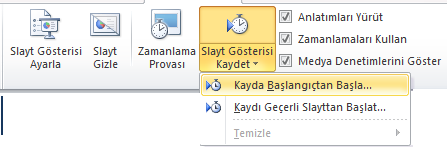 Slayt Gösterisi
Ayarla
Slayt
Gizle
Zamanlama
Provası
Slayt Gösterisi
Kaydet
Anlatımları Yürüt
Zamanlamaları Kullan
Medya Denetimlerini Göster
Kayda Başlangıçtan Başla...
Kaydı Geçerli Slayttan Başlat...
Temizle